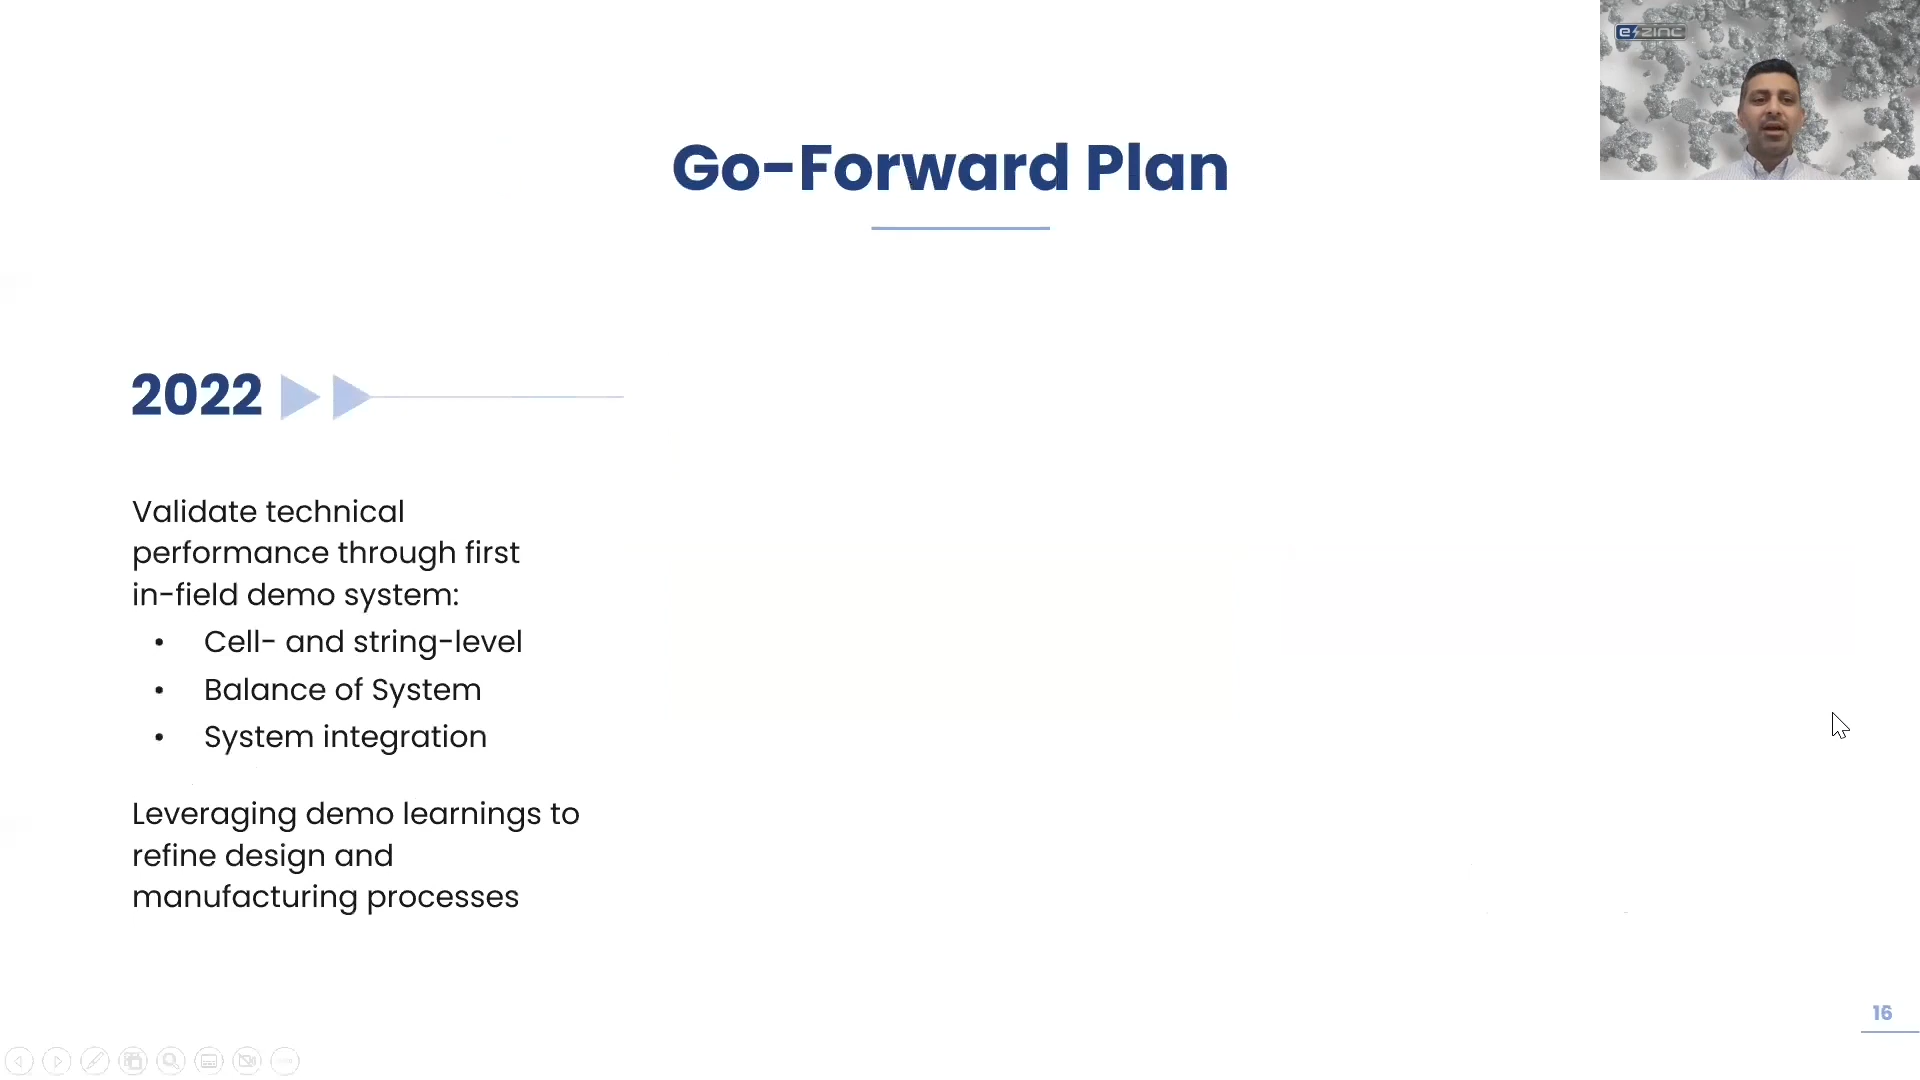 e zinc
Go-Forward Plan
2022
Validate technical
performance through first
in-field demo system:
• Cell- and string-level
• Balance of System
• System integration
Leveraging demo learnings to
refine design and
manufacturing processes
16